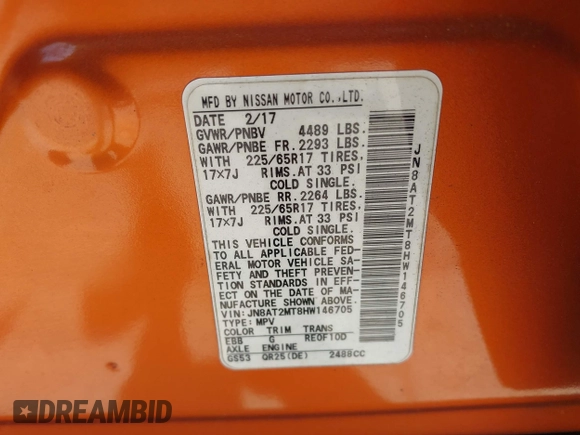 MFD BY NISSAN MOTOR CO.,LTD.
DATE 2/17
GVWR/PNBV 4489 LBS.
GAWR/PNBE FR. 2293 LBS.
WITH 225/65R17 TIRES,
17×7J RIMS.AT 33 PSI
COLD SINGLE.
GAWR/PNBE RR. 2264 LBS.
WITH 225/65R17 TIRES,
17×7J RIMS.AT 33 PSI
COLD SINGLE.
THIS VEHICLE CONFORMS
TO ALL APPLICABLE FED-
ERAL MOTOR VEHICLE SA-
FETY AND THEFT PREVEN-
TION STANDARDS IN EFF-
ECT ON THE DATE OF MA-
NUFACTURE SHOWN ABOVE.
VIN: JN8AT2MT8HW146705
TYPE: MPV
COLOR TRIM TRANS
EBB G RE0F10D
AXLE ENGINE
GS53 QR25(DE) 2488CC
JN8AT2MT8HW146705
DREAMBID